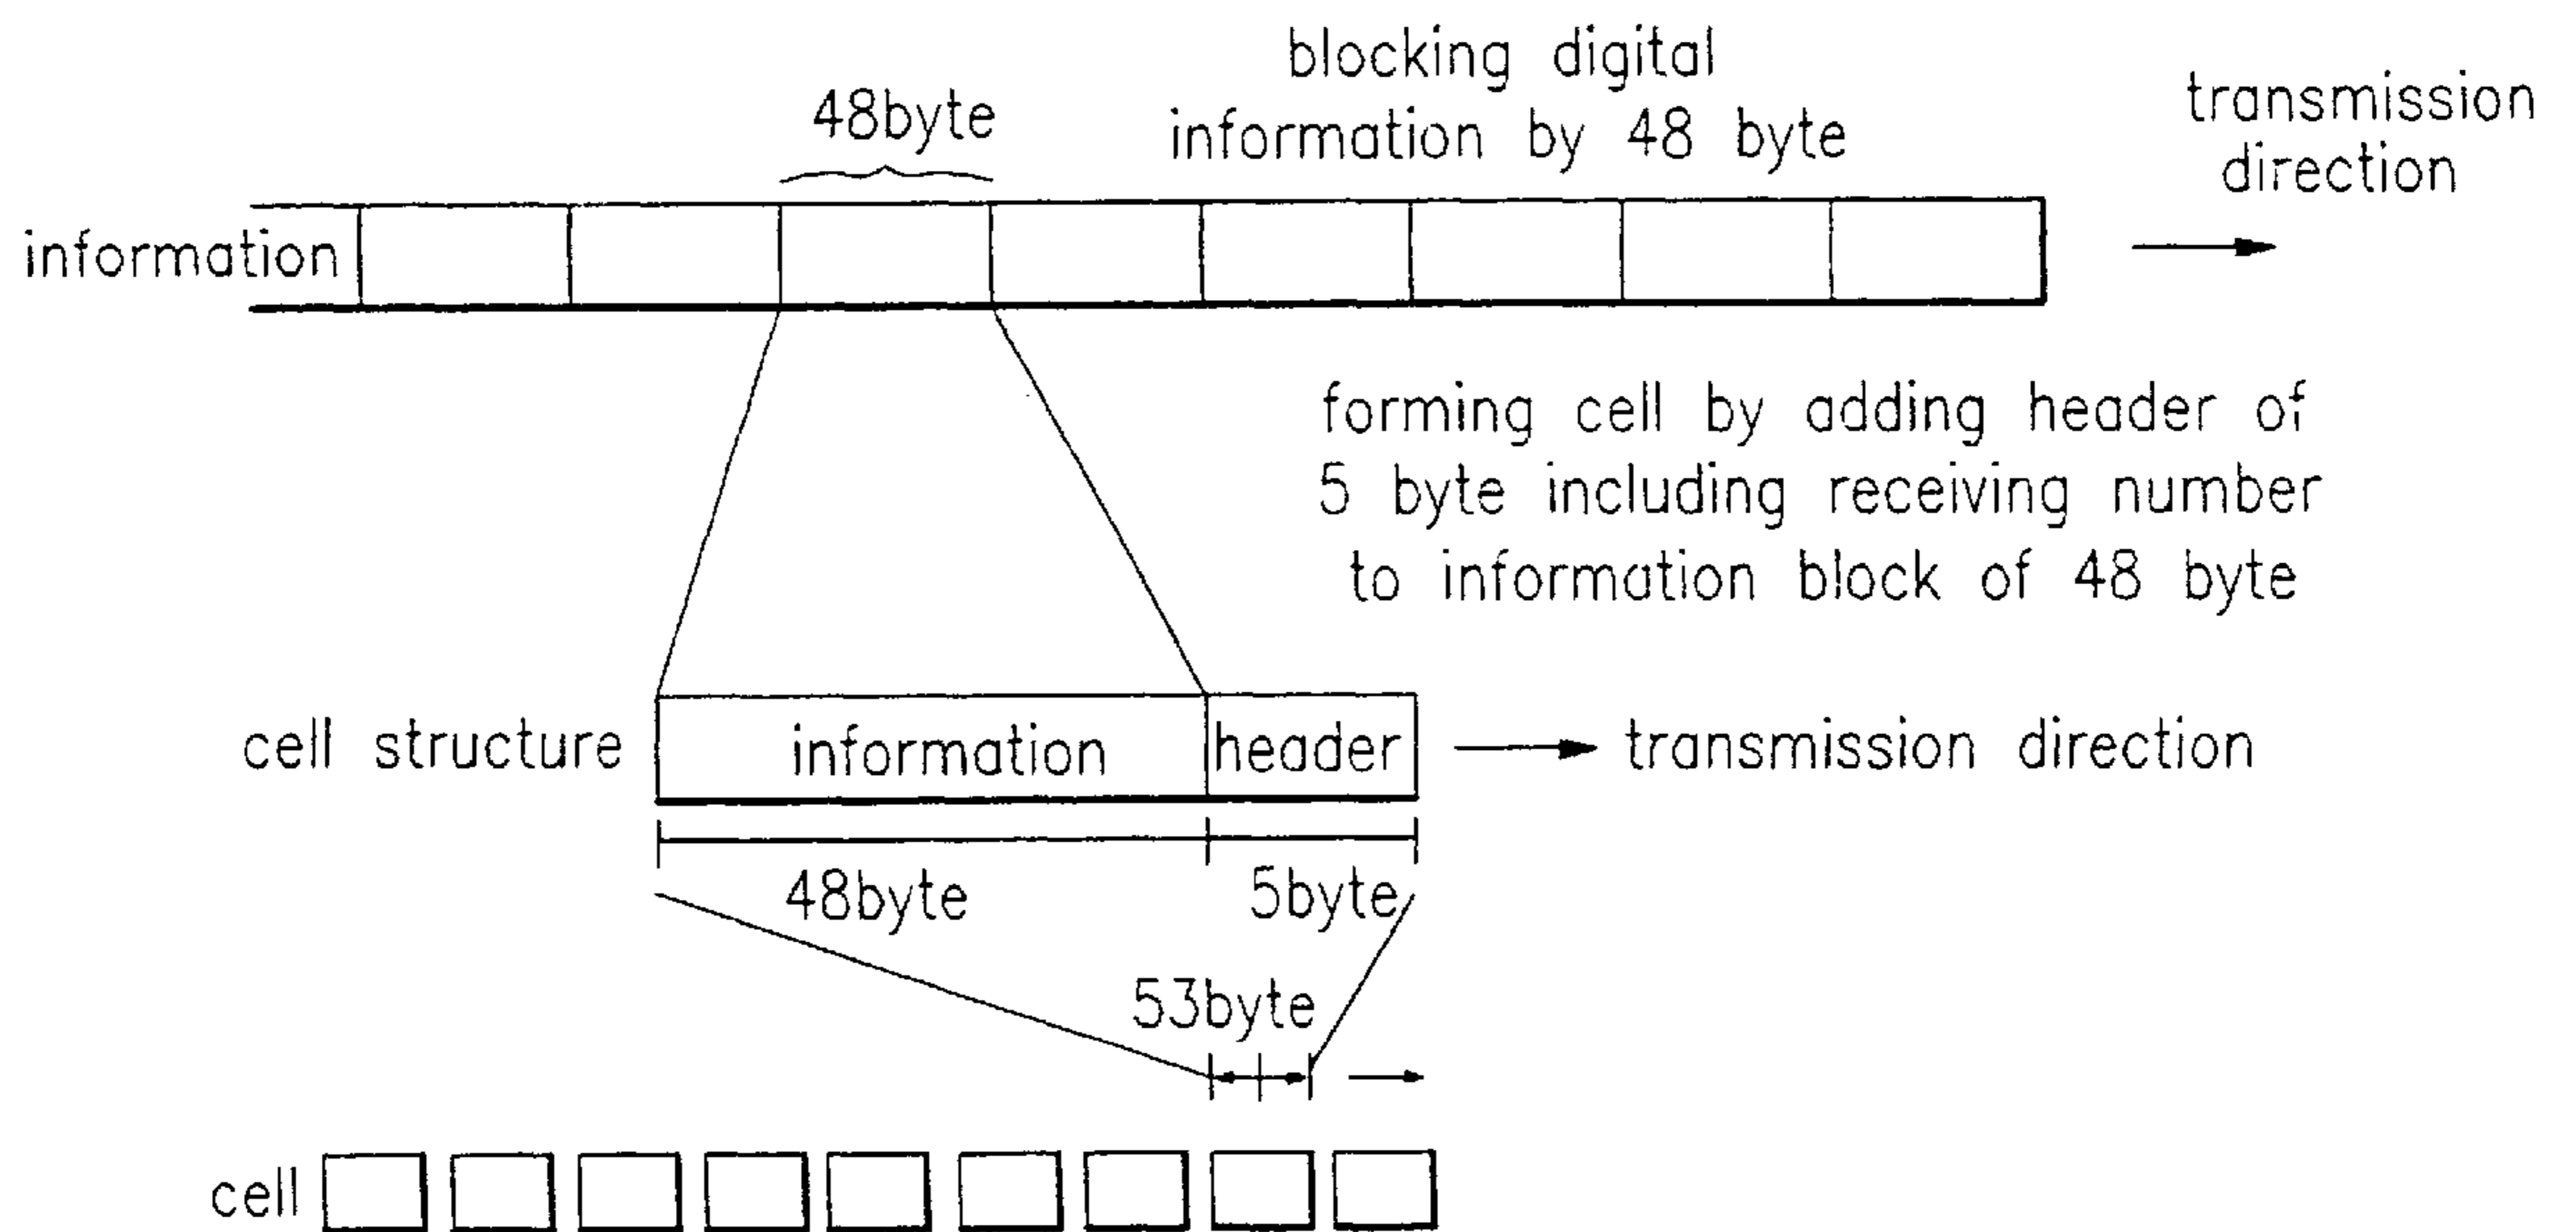 blocking digital
information by 48 byte
48byte
transmission
direction
information
forming cell by adding header of
5 byte including receiving number
to information block of 48 byte
cell structure
information
header
transmission direction
48byte
5byte
53byte
cell